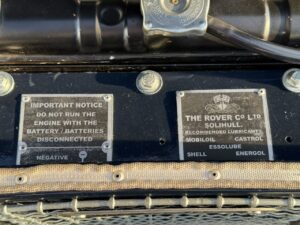 IMPORTANT NOTICE
DO NOT RUN THE
ENGINE WITH THE
BATTERY / BATTERIES
DISCONNECTED
NEGATIVE
THE ROVER Cº LTD
SOLIHULL.
RECOMMENDED LUBRICANTS
MOBILOIL CASTROL
ESSOLUBE
SHELL ENERGOL